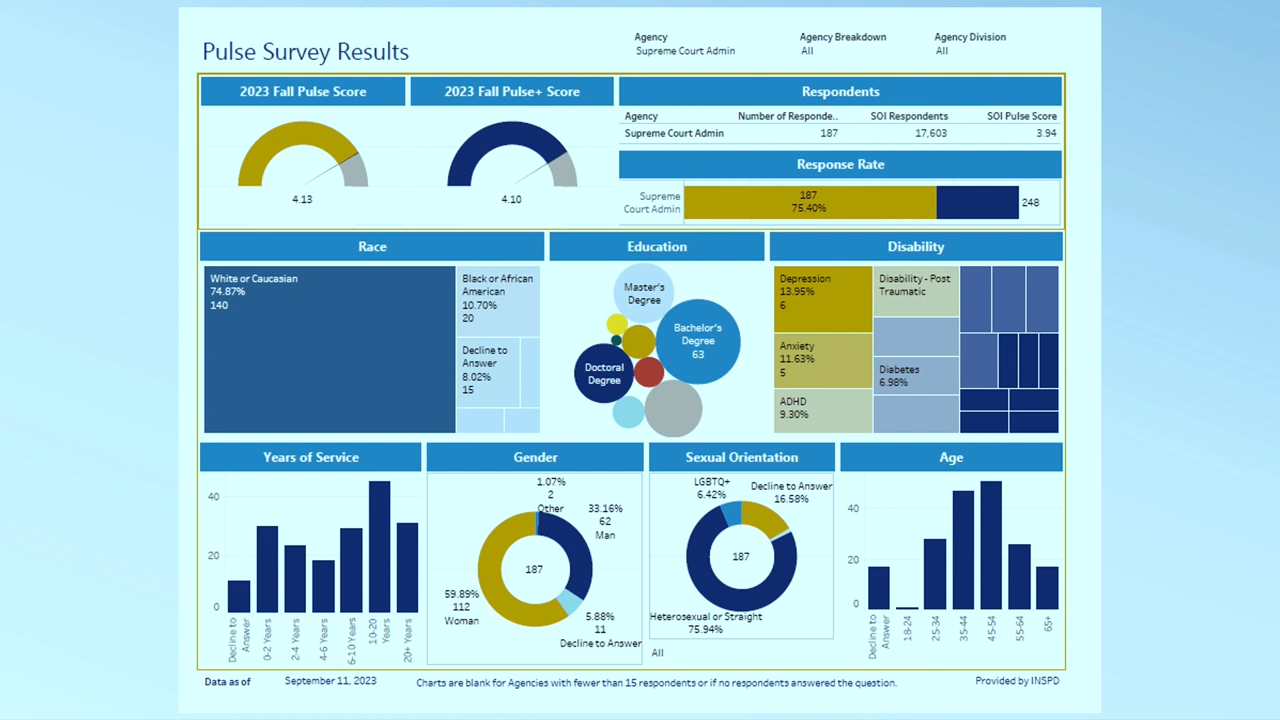 Pulse Survey Results
Agency
Supreme Court Admin
Agency Breakdown
All
Agency Division
All
2023 Fall Pulse Score
4.13
2023 Fall Pulse+ Score
4.10
Respondents
Agency Number of Responde.. SOI Respondents SOI Pulse Score
Supreme Court Admin 187 17,603 3.94
Response Rate
Supreme
Court Admin
187
75.40%
248
Race
White or Caucasian
74.87%
140
Black or African
American
10.70%
20
Decline to
Answer
8.02%
15
Education
Master's
Degree
Bachelor's
Degree
63
Doctoral
Degree
Disability
Depression
13.95%
6
Anxiety
11.63%
5
ADHD
9.30%
Disability - Post
Traumatic
Diabetes
6.98%
Years of Service
40
20
0
Decline to
Answer
0-2 Years
2-4 Years
4-6 Years
6-10 Years
10-20
Years
20+ Years
Gender
1.07%
2
Other
33.16%
62
Man
187
59.89%
112
Woman
5.88%
11
Decline to Answer
Sexual Orientation
LGBTQ+
6.42%
Decline to Answer
16.58%
187
Heterosexual or Straight
75.94%
All
Age
40
20
0
Decline to
Answer
18-24
25-34
35-44
45-54
55-64
65+
Data as of September 11, 2023
Charts are blank for Agencies with fewer than 15 respondents or if no respondents answered the question.
Provided by INSPD